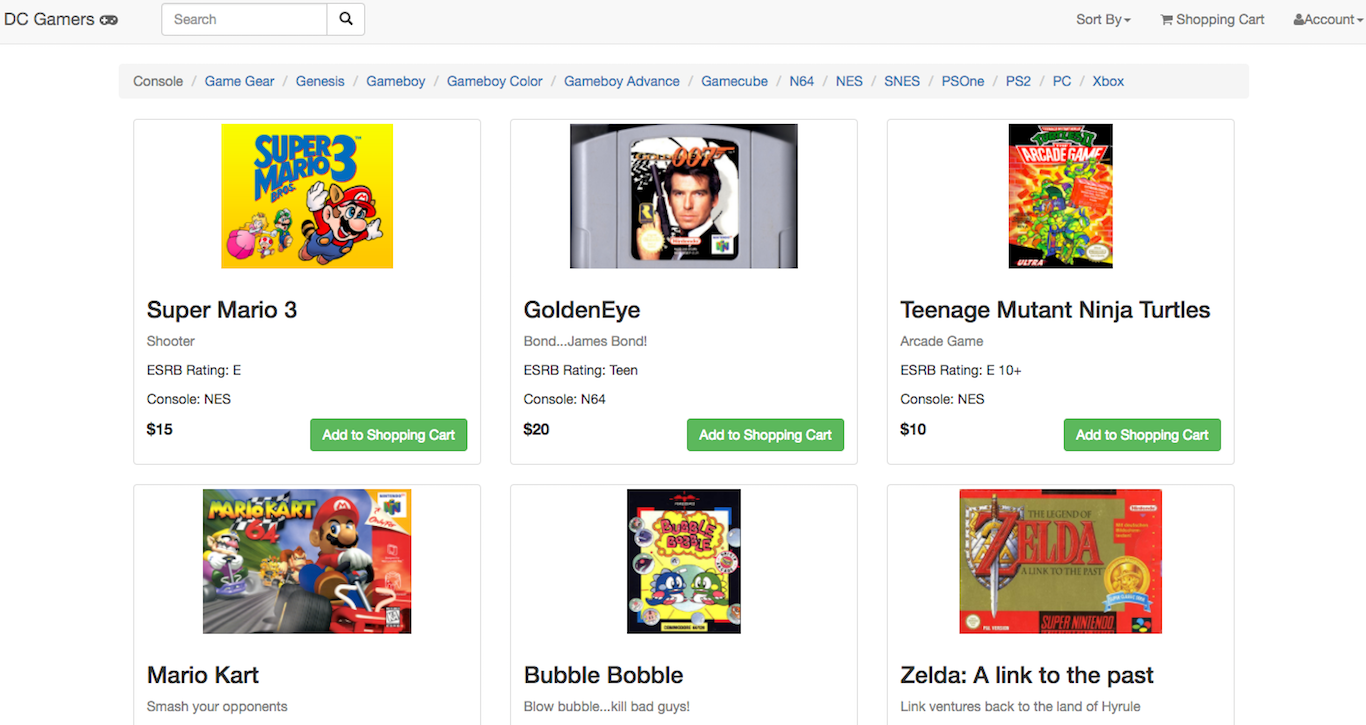 DC Gamers
Search
Sort By
Shopping Cart
Account
Console / Game Gear / Genesis / Gameboy / Gameboy Color / Gameboy Advance / Gamecube / N64 / NES / SNES / PSOne / PS2 / PC / Xbox
SUPER
MARIO 3
BROS.
Super Mario 3
Shooter
ESRB Rating: E
Console: NES
$15
Add to Shopping Cart
007
Nintendo
GoldenEye
Bond...James Bond!
ESRB Rating: Teen
Console: N64
$20
Add to Shopping Cart
TURTLES II
ARCADE GAME
ULTRA
Teenage Mutant Ninja Turtles
Arcade Game
ESRB Rating: E 10+
Console: NES
$10
Add to Shopping Cart
MARIO KART
64
Mario Kart
Smash your opponents
BUBBLE
BOBBLE
Bubble Bobble
Blow bubble...kill bad guys!
THE LEGEND OF
ZELDA
A LINK TO THE PAST
PAL VERSION
SUPER NINTENDO
Zelda: A link to the past
Link ventures back to the land of Hyrule